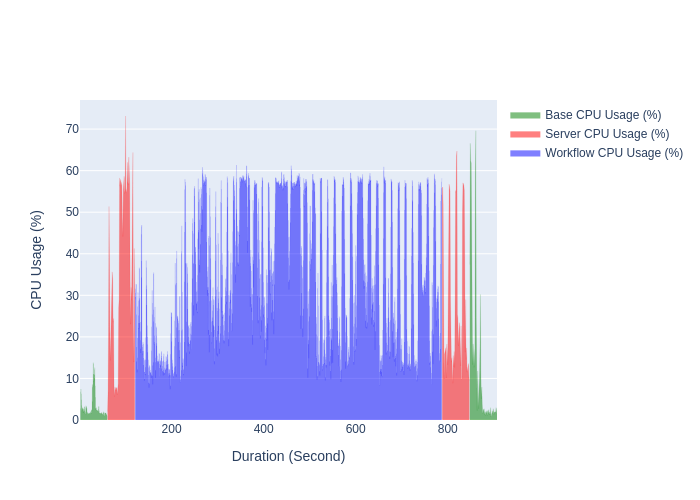 Base CPU Usage (%)
Server CPU Usage (%)
Workflow CPU Usage (%)
CPU Usage (%)
70
60
50
40
30
20
10
0
200
400
600
800
Duration (Second)